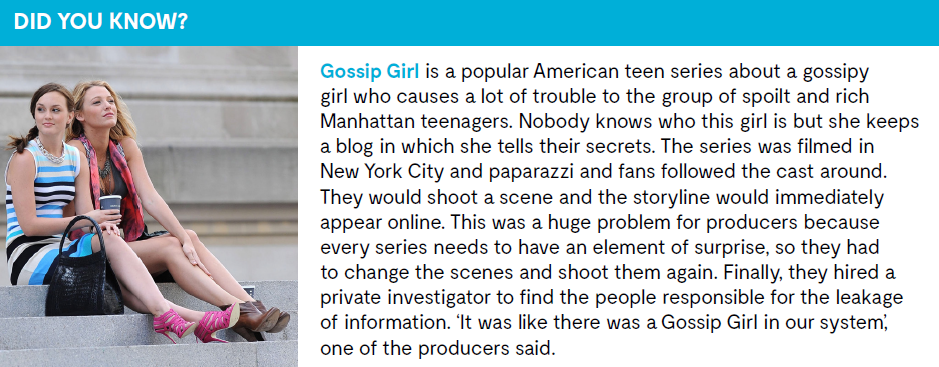 DID YOU KNOW?
Gossip Girl is a popular American teen series about a gossipy
girl who causes a lot of trouble to the group of spoilt and rich
Manhattan teenagers. Nobody knows who this girl is but she keeps
a blog in which she tells their secrets. The series was filmed in
New York City and paparazzi and fans followed the cast around.
They would shoot a scene and the storyline would immediately
appear online. This was a huge problem for producers because
every series needs to have an element of surprise, so they had
to change the scenes and shoot them again. Finally, they hired a
private investigator to find the people responsible for the leakage
of information. ‘It was like there was a Gossip Girl in our system’,
one of the producers said.